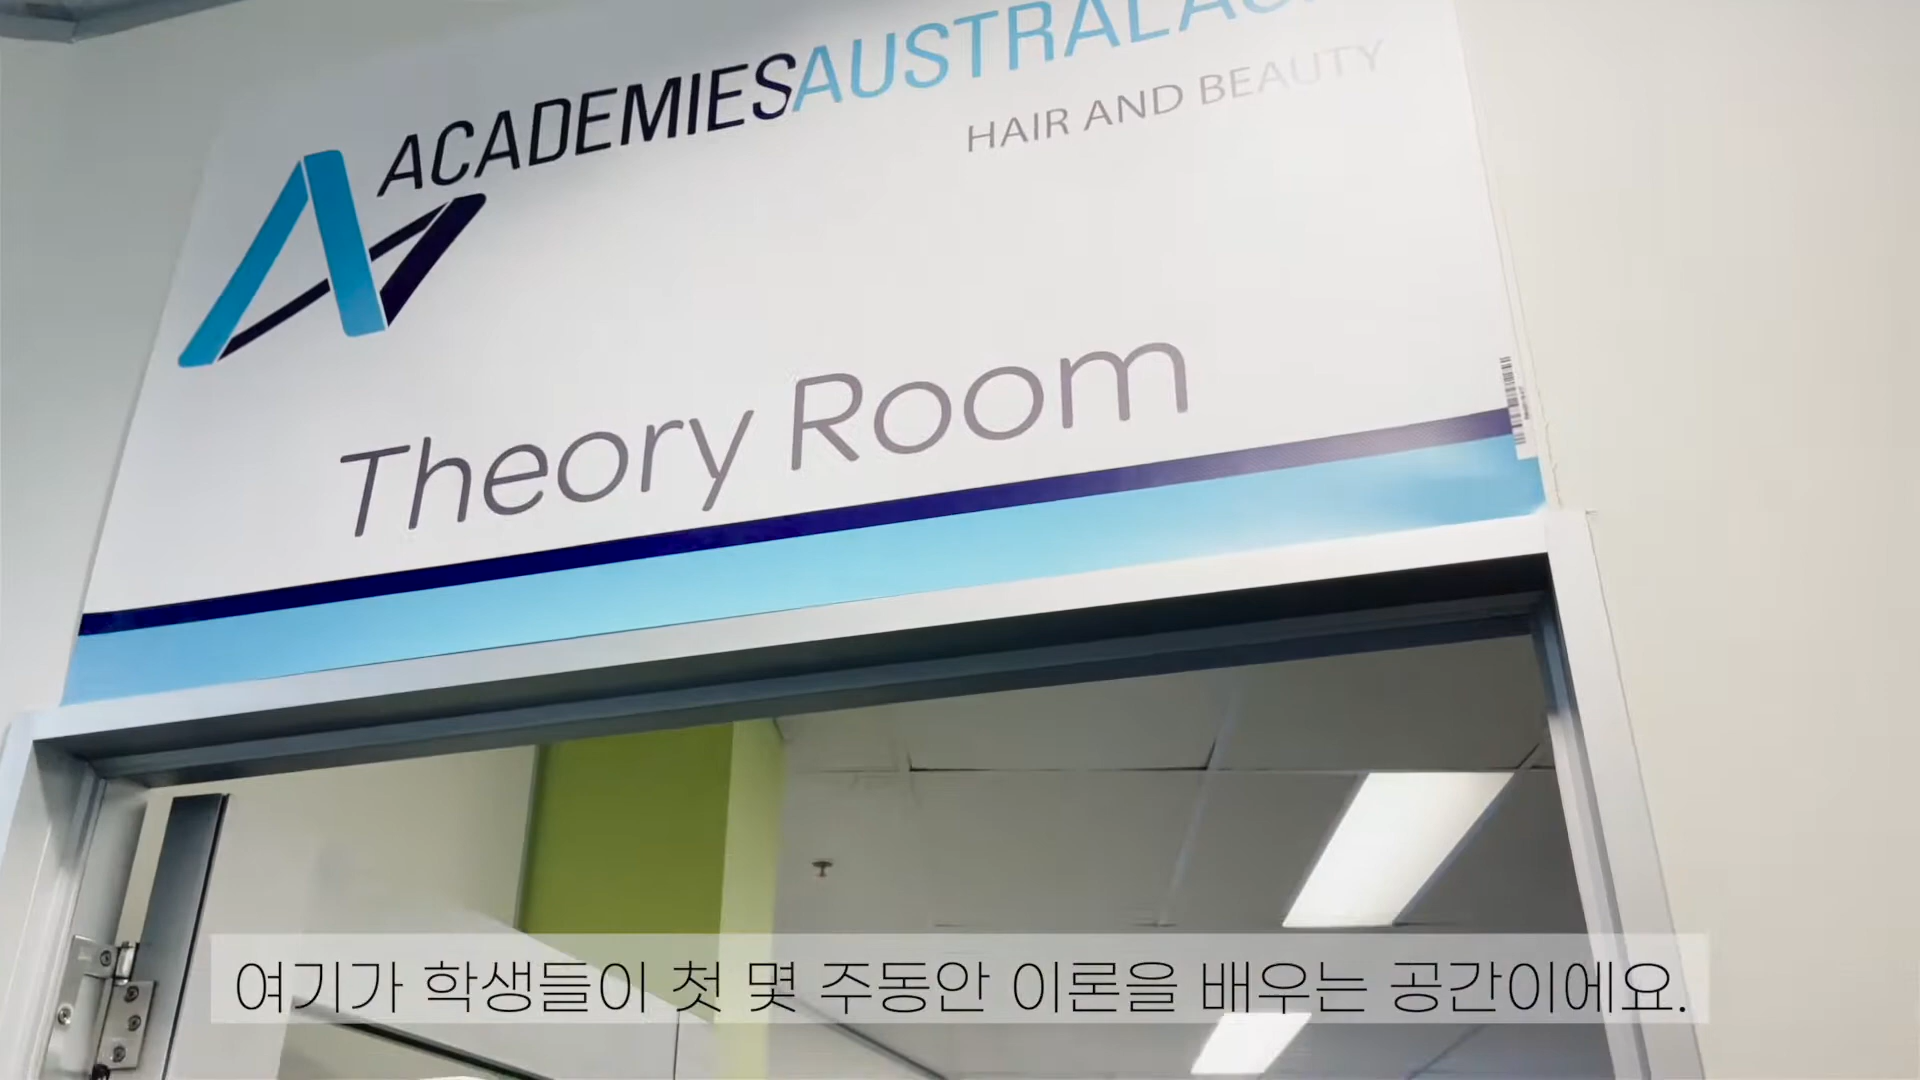 ACADEMIESAUSTRALAS
HAIR AND BEAUTY
Theory Room
여기가 학생들이 첫 몇 주동안 이론을 배우는 공간이에요.